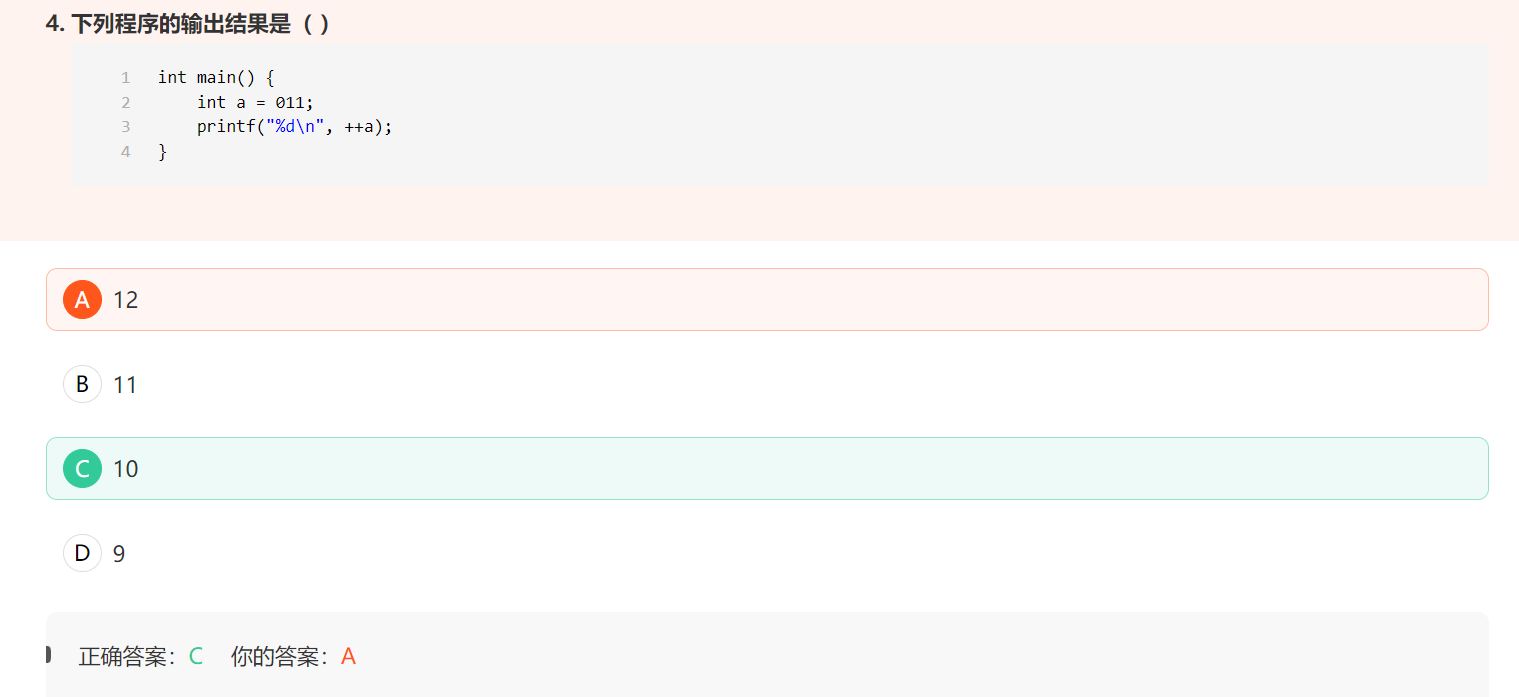 4. 下列程序的输出结果是（ ）
1 int main() {
2     int a = 011;
3     printf("%d\n", ++a);
4 }
A 12
B 11
C 10
D 9
正确答案：C 你的答案：A